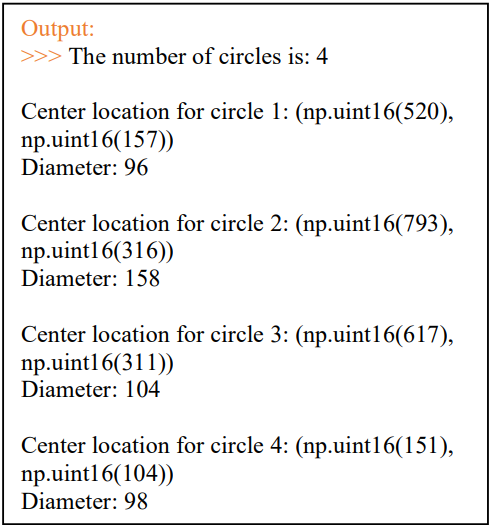 Output:
>>> The number of circles is: 4
Center location for circle 1: (np.uint16(520),
np.uint16(157))
Diameter: 96
Center location for circle 2: (np.uint16(793),
np.uint16(316))
Diameter: 158
Center location for circle 3: (np.uint16(617),
np.uint16(311))
Diameter: 104
Center location for circle 4: (np.uint16(151),
np.uint16(104))
Diameter: 98